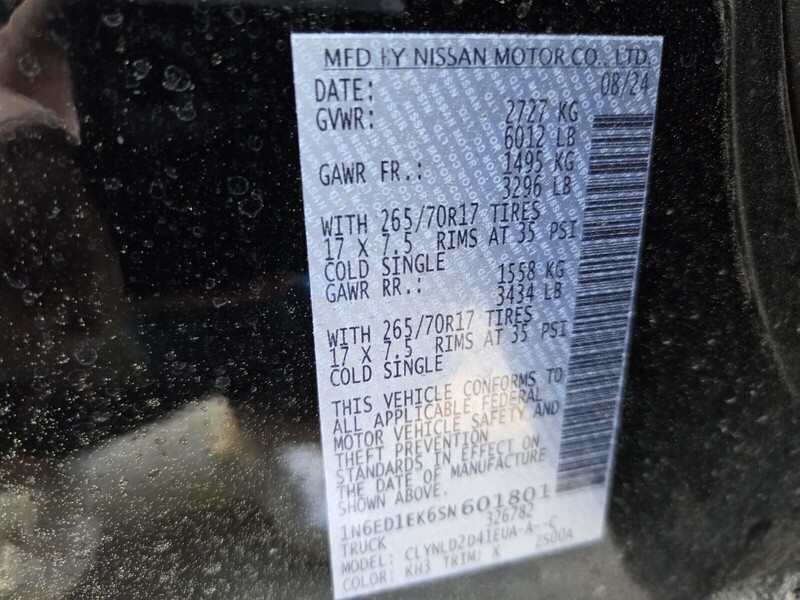 MFD BY NISSAN MOTOR CO., LTD.
DATE: 08/24
GVWR: 2727 KG
6012 LB
GAWR FR.: 1495 KG
3296 LB
WITH 265/70R17 TIRES
17 X 7.5 RIMS AT 35 PSI
COLD SINGLE
GAWR RR.: 1558 KG
3434 LB
WITH 265/70R17 TIRES
17 X 7.5 RIMS AT 35 PSI
COLD SINGLE
THIS VEHICLE CONFORMS TO
ALL APPLICABLE FEDERAL
MOTOR VEHICLE SAFETY AND
THEFT PREVENTION
STANDARDS IN EFFECT ON
THE DATE OF MANUFACTURE
SHOWN ABOVE.
1N6ED1EK6SN601801
TRUCK 326782
MODEL: CLYNLD2D41EUA-A--C
COLOR: KH3 TRIM: X 2S00A